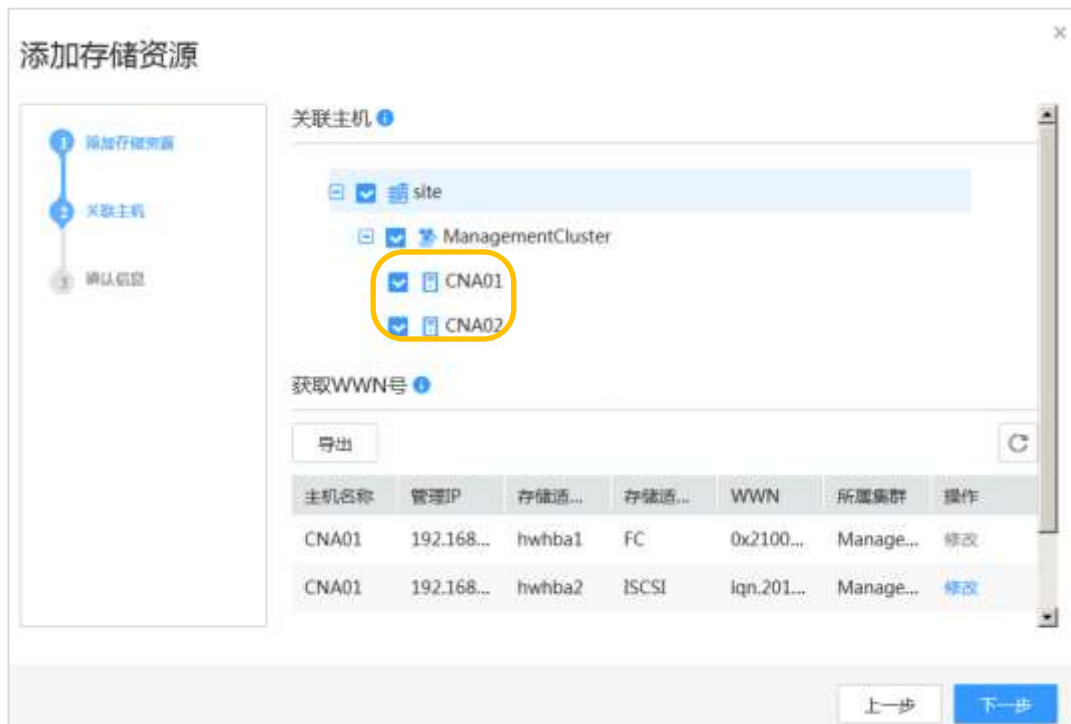 添加存储资源
×
1 添加存储资源
2 关联主机
3 确认信息
关联主机
site
ManagementCluster
CNA01
CNA02
获取WWN号
导出
主机名称 管理IP 存储适... 存储适... WWN 所属集群 操作
CNA01 192.168... hwhba1 FC 0x2100... Manage... 修改
CNA01 192.168... hwhba2 ISCSI iqn.201... Manage... 修改
上一步 下一步